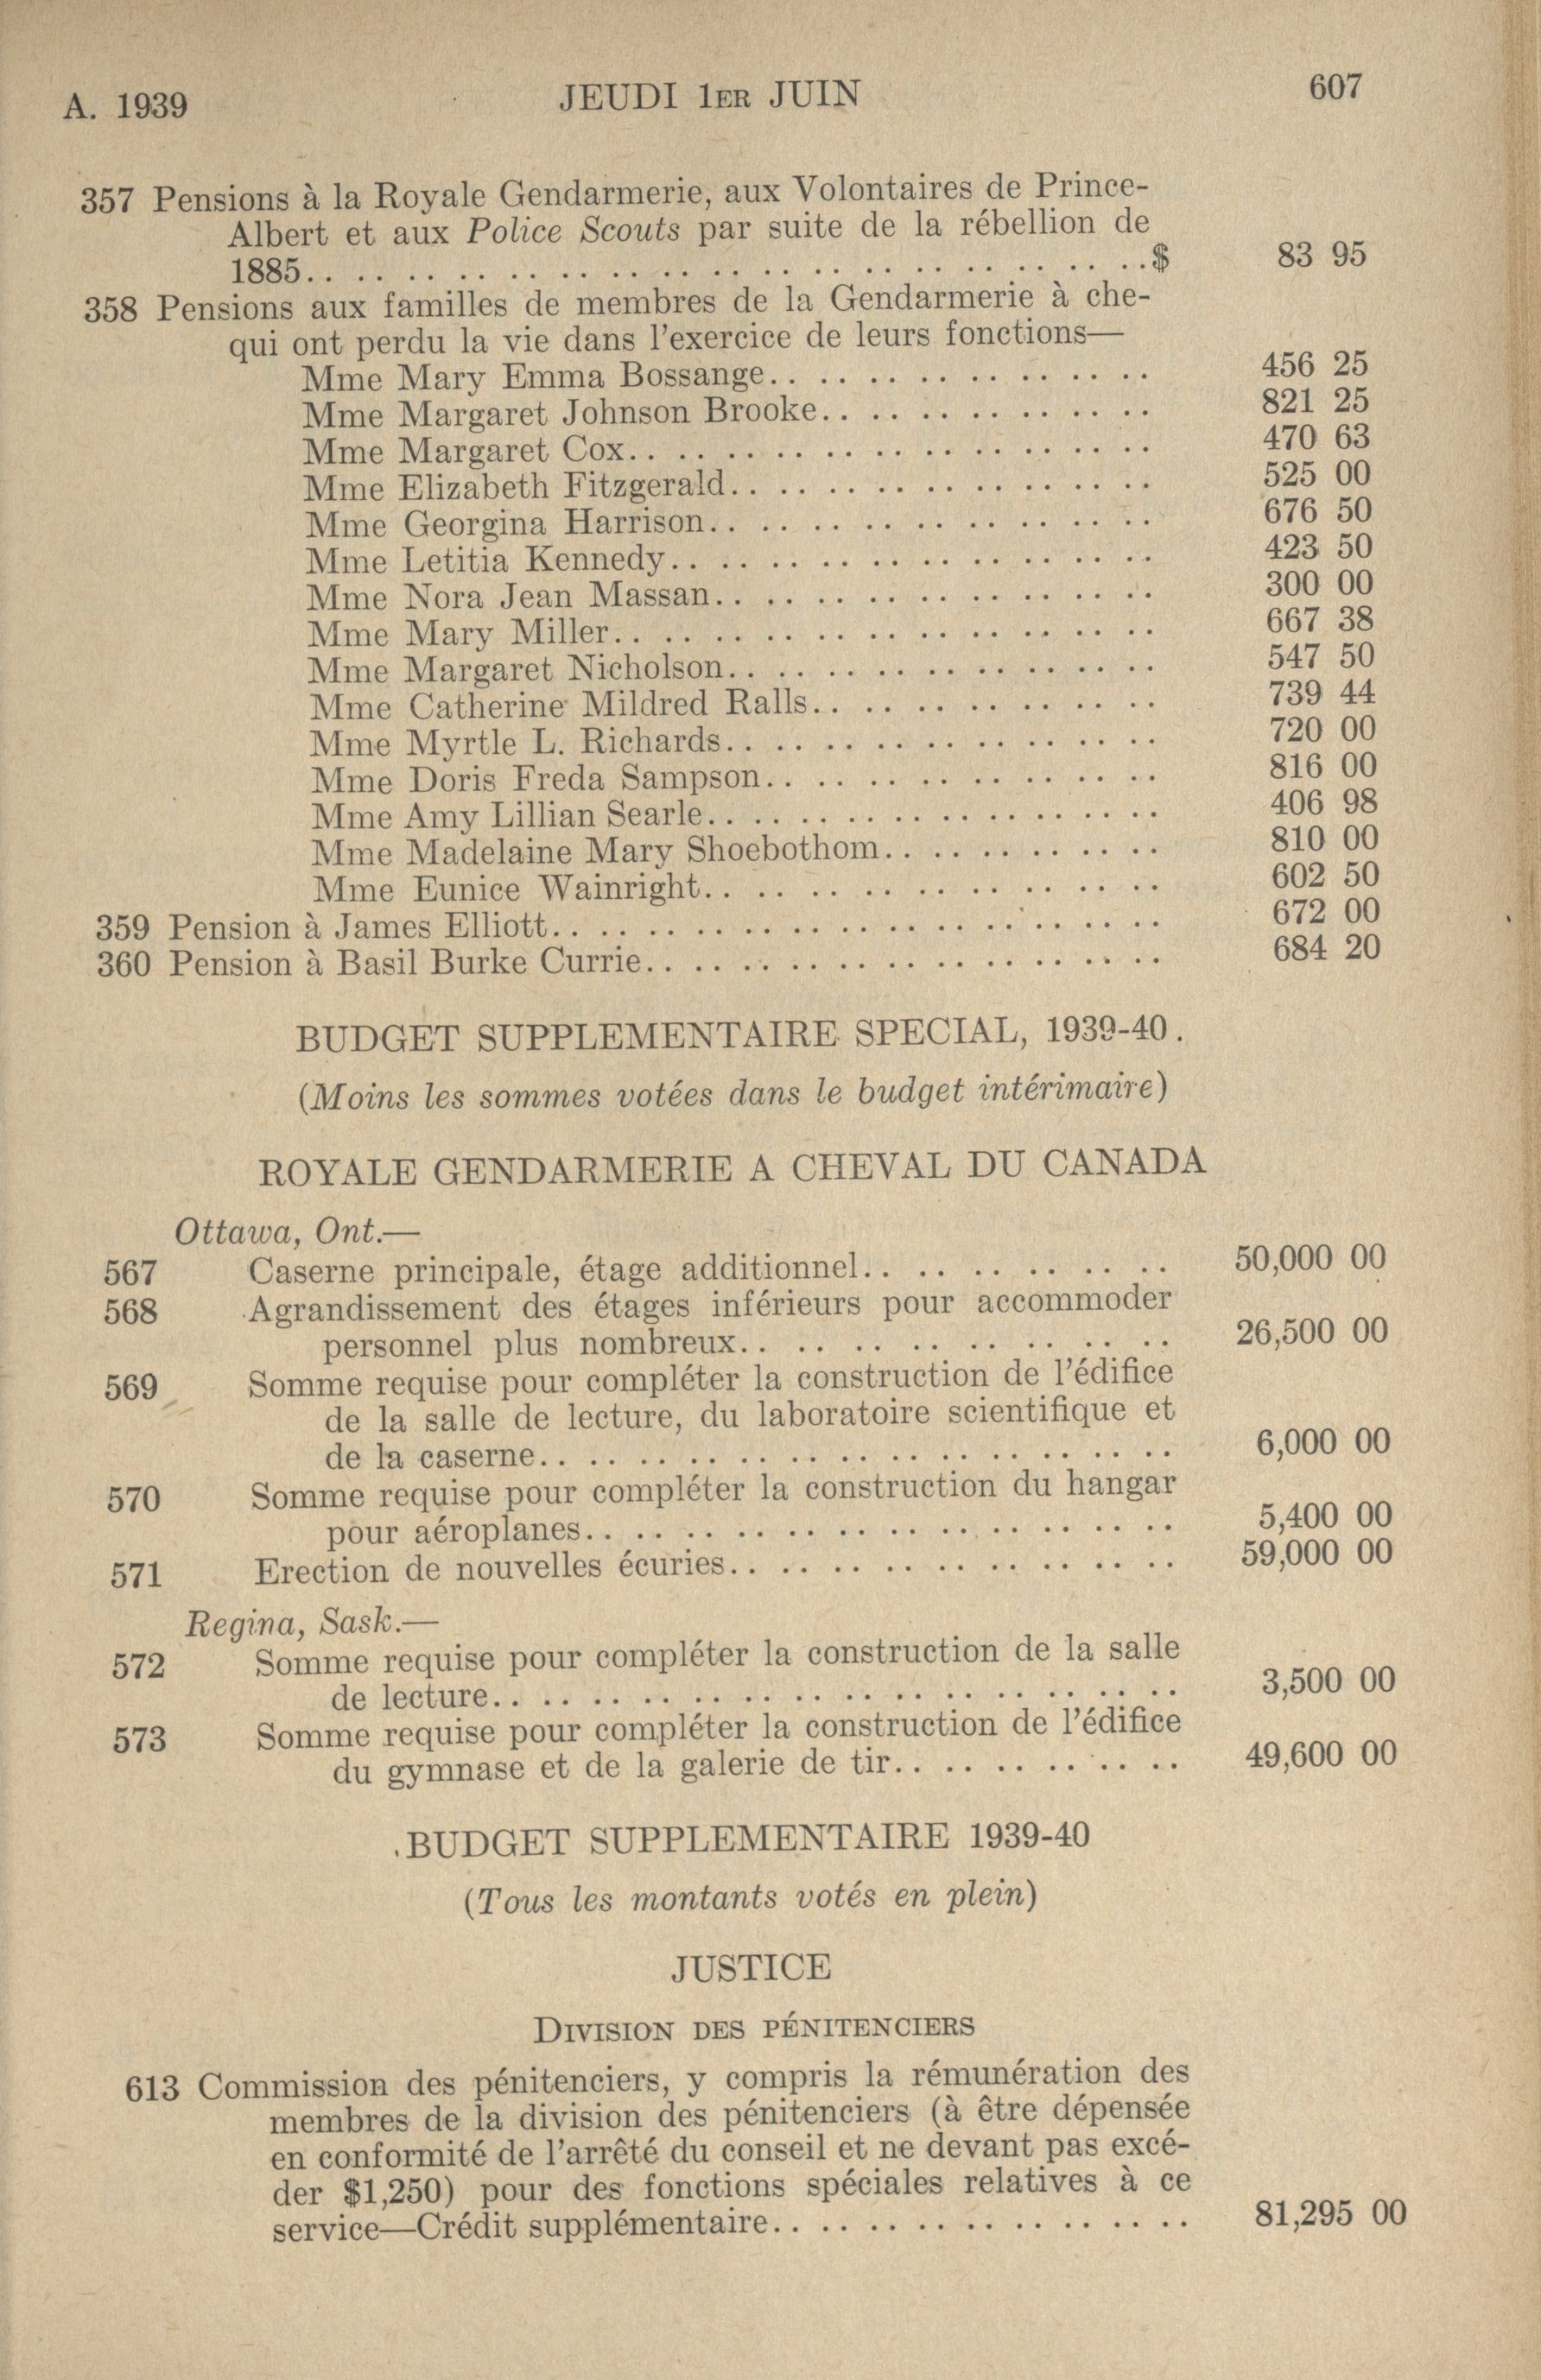 A. 1939 JEUDI 1ER JUIN 607
357 Pensions à la Royale Gendarmerie, aux Volontaires de Prince-
Albert et aux Police Scouts par suite de la rébellion de
1885.. .. .. .. .. .. .. .. .. .. .. .. .. .. .. .. ..$ 83 95
358 Pensions aux familles de membres de la Gendarmerie à che-
qui ont perdu la vie dans l'exercice de leurs fonctions—
Mme Mary Emma Bossange.. .. .. .. .. .. .. .. 456 25
Mme Margaret Johnson Brooke.. .. .. .. .. .. .. 821 25
Mme Margaret Cox.. .. .. .. .. .. .. .. .. .. .. 470 63
Mme Elizabeth Fitzgerald.. .. .. .. .. .. .. .. .. 525 00
Mme Georgina Harrison.. .. .. .. .. .. .. .. .. 676 50
Mme Letitia Kennedy.. .. .. .. .. .. .. .. .. .. 423 50
Mme Nora Jean Massan.. .. .. .. .. .. .. .. .. 300 00
Mme Mary Miller.. .. .. .. .. .. .. .. .. .. .. 667 38
Mme Margaret Nicholson.. .. .. .. .. .. .. .. .. 547 50
Mme Catherine Mildred Ralls.. .. .. .. .. .. .. 739 44
Mme Myrtle L. Richards.. .. .. .. .. .. .. .. .. 720 00
Mme Doris Freda Sampson.. .. .. .. .. .. .. .. 816 00
Mme Amy Lillian Searle.. .. .. .. .. .. .. .. .. 406 98
Mme Madelaine Mary Shoebothom.. .. .. .. .. .. 810 00
Mme Eunice Wainright.. .. .. .. .. .. .. .. .. 602 50
359 Pension à James Elliott.. .. .. .. .. .. .. .. .. .. .. .. 672 00
360 Pension à Basil Burke Currie.. .. .. .. .. .. .. .. .. .. 684 20
BUDGET SUPPLEMENTAIRE SPECIAL, 1939-40.
(Moins les sommes votées dans le budget intérimaire)
ROYALE GENDARMERIE A CHEVAL DU CANADA
Ottawa, Ont.—
567 Caserne principale, étage additionnel.. .. .. .. .. .. 50,000 00
568 Agrandissement des étages inférieurs pour accommoder
personnel plus nombreux.. .. .. .. .. .. .. .. 26,500 00
569 Somme requise pour compléter la construction de l'édifice
de la salle de lecture, du laboratoire scientifique et
de la caserne.. .. .. .. .. .. .. .. .. .. .. .. .. 6,000 00
570 Somme requise pour compléter la construction du hangar
pour aéroplanes.. .. .. .. .. .. .. .. .. .. .. .. 5,400 00
571 Erection de nouvelles écuries.. .. .. .. .. .. .. .. .. 59,000 00
Regina, Sask.—
572 Somme requise pour compléter la construction de la salle
de lecture.. .. .. .. .. .. .. .. .. .. .. .. .. .. 3,500 00
573 Somme requise pour compléter la construction de l'édifice
du gymnase et de la galerie de tir.. .. .. .. .. .. 49,600 00
BUDGET SUPPLEMENTAIRE 1939-40
(Tous les montants votés en plein)
JUSTICE
DIVISION DES PÉNITENCIERS
613 Commission des pénitenciers, y compris la rémunération des
membres de la division des pénitenciers (à être dépensée
en conformité de l'arrêté du conseil et ne devant pas excé-
der $1,250) pour des fonctions spéciales relatives à ce
service—Crédit supplémentaire.. .. .. .. .. .. .. .. .. 81,295 00